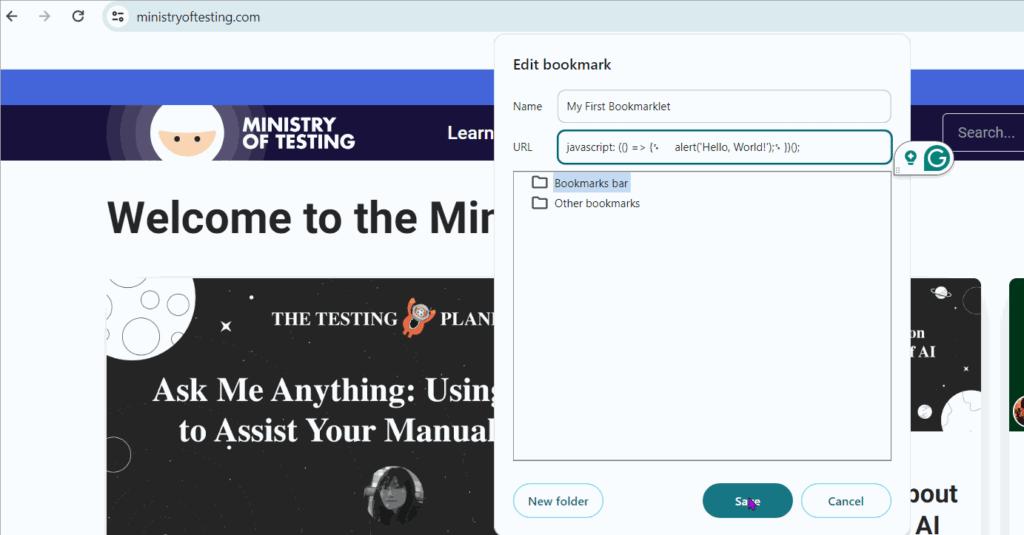 ministryoftesting.com
Edit bookmark
Name My First Bookmarklet
URL javascript: (() => { alert('Hello, World!'); })();
Bookmarks bar
Other bookmarks
New folder
Save
Cancel
MINISTRY
OF TESTING
Learn
Search...
Welcome to the Min
THE TESTING PLAN
Ask Me Anything: Using
to Assist Your Manual
on
f AI
bout
AI